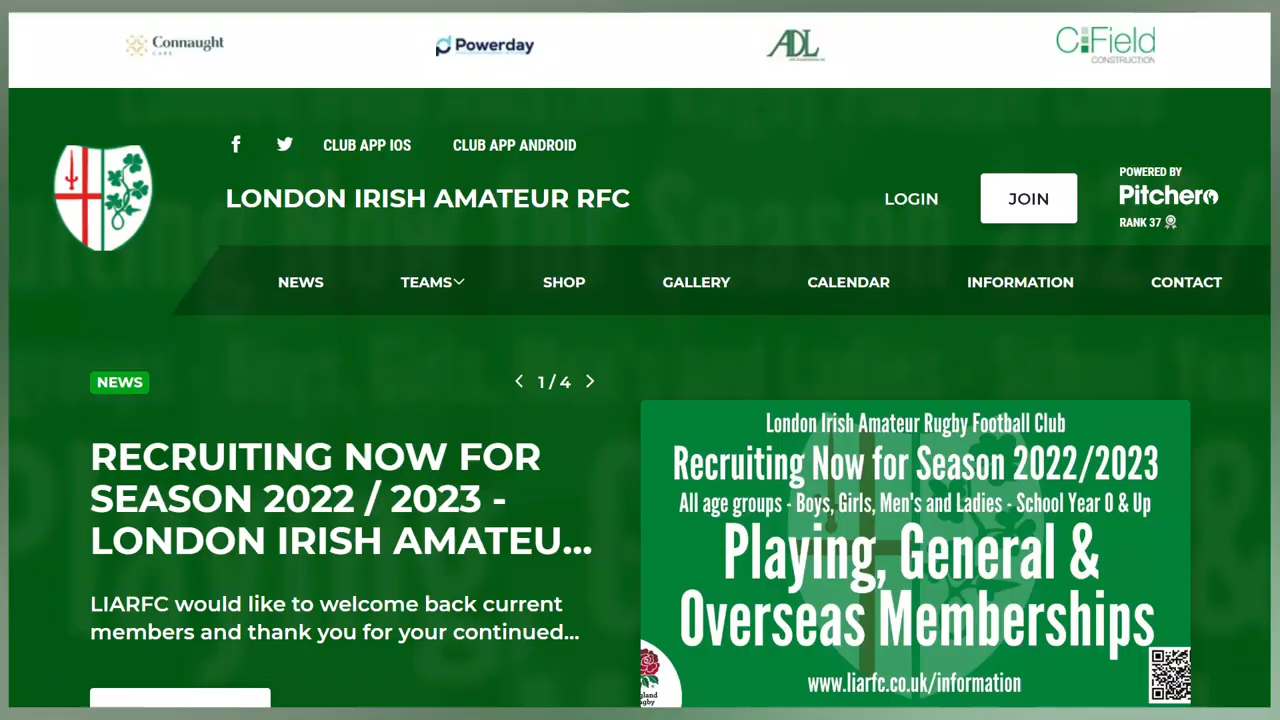 Connaught
CARE
Powerday
ADL
C Field
CONSTRUCTION
CLUB APP IOS
CLUB APP ANDROID
LONDON IRISH AMATEUR RFC
LOGIN
JOIN
POWERED BY
Pitchero
RANK 37
NEWS
TEAMS
SHOP
GALLERY
CALENDAR
INFORMATION
CONTACT
NEWS
1 / 4
RECRUITING NOW FOR
SEASON 2022 / 2023 -
LONDON IRISH AMATEU...
LIARFC would like to welcome back current
members and thank you for your continued...
London Irish Amateur Rugby Football Club
Recruiting Now for Season 2022/2023
All age groups - Boys, Girls, Men's and Ladies - School Year 0 & Up
Playing, General &
Overseas Memberships
www.liarfc.co.uk/information